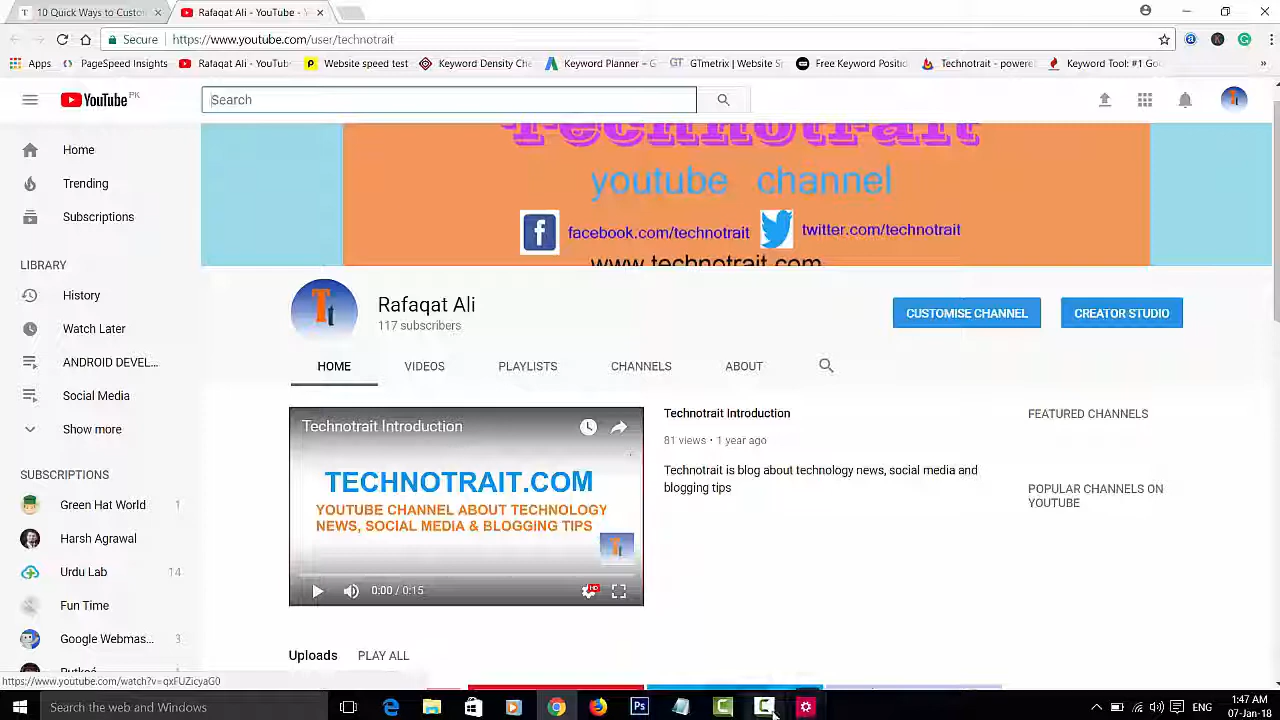 10 Quick Ways to Custo
Rafaqat Ali - YouTube -
Secure
https://www.youtube.com/user/technotrait
Apps
PageSpeed Insights
Rafaqat Ali - YouTub
Website speed test
Keyword Density Che
Keyword Planner – G
GTmetrix | Website S
Free Keyword Positi
Technotrait - powere
Keyword Tool: #1 Go
»
YouTube PK
Search
Home
Trending
Subscriptions
LIBRARY
History
Watch Later
ANDROID DEVEL...
Social Media
Show more
SUBSCRIPTIONS
Green Hat World 1
Harsh Agrawal
Urdu Lab 14
Fun Time
Google Webmas... 3
Technotrait
youtube channel
facebook.com/technotrait
twitter.com/technotrait
www.technotrait.com
Rafaqat Ali
117 subscribers
CUSTOMISE CHANNEL
CREATOR STUDIO
HOME
VIDEOS
PLAYLISTS
CHANNELS
ABOUT
Technotrait Introduction
TECHNOTRAIT.COM
YOUTUBE CHANNEL ABOUT TECHNOLOGY
NEWS, SOCIAL MEDIA & BLOGGING TIPS
0:00 / 0:15
HD
Technotrait Introduction
81 views • 1 year ago
Technotrait is blog about technology news, social media and
blogging tips
FEATURED CHANNELS
POPULAR CHANNELS ON
YOUTUBE
Uploads
PLAY ALL
https://www.youtube.com/watch?v=qxFUZicyaG0
Search the web and Windows
1:47 AM
07-Jan-18